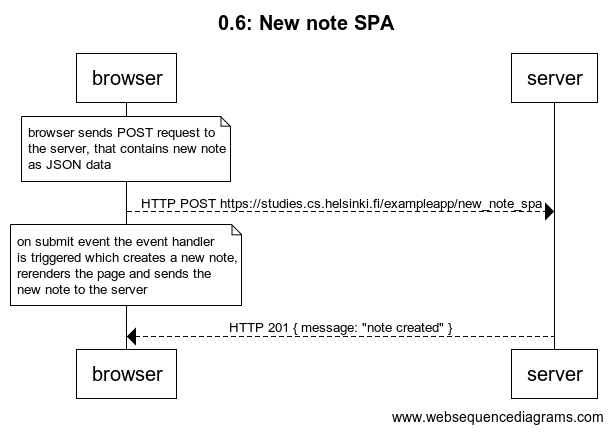 0.6: New note SPA
browser
server
browser sends POST request to
the server, that contains new note
as JSON data
HTTP POST https://studies.cs.helsinki.fi/exampleapp/new_note_spa
on submit event the event handler
is triggered which creates a new note,
rerenders the page and sends the
new note to the server
HTTP 201 { message: "note created" }
browser
server
www.websequencediagrams.com